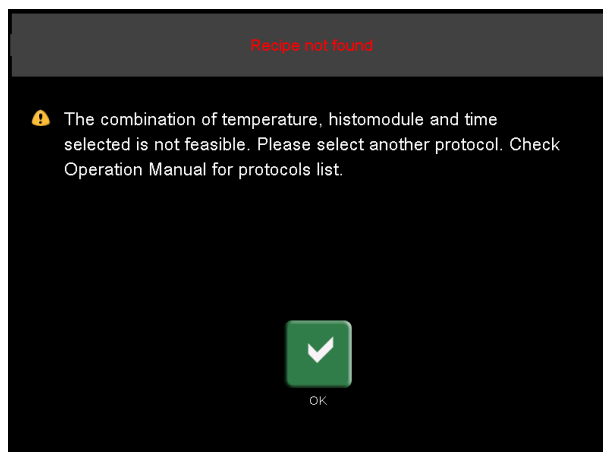 Recipe not found
The combination of temperature, histomodule and time
selected is not feasible. Please select another protocol. Check
Operation Manual for protocols list.
OK